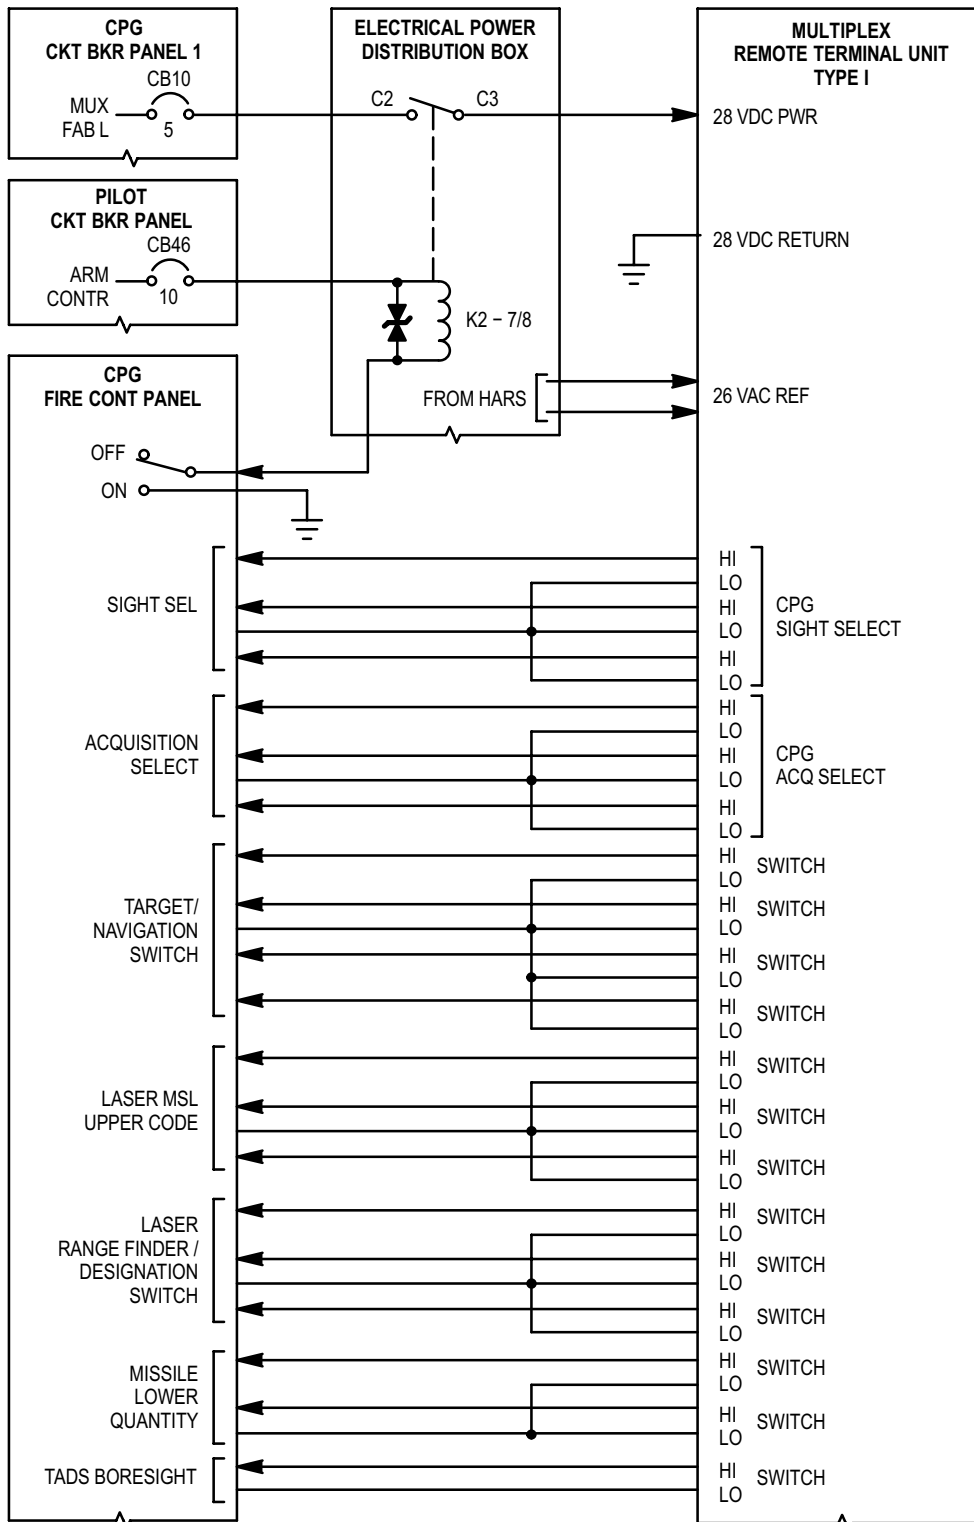 CPG
CKT BKR PANEL 1
CB10
MUX
FAB L
5
ELECTRICAL POWER
DISTRIBUTION BOX
C2
C3
MULTIPLEX
REMOTE TERMINAL UNIT
TYPE I
28 VDC PWR
PILOT
CKT BKR PANEL
CB46
ARM
CONTR
10
28 VDC RETURN
K2 – 7/8
FROM HARS
26 VAC REF
CPG
FIRE CONT PANEL
OFF
ON
SIGHT SEL
HI
LO
HI
LO
HI
LO
CPG
SIGHT SELECT
ACQUISITION
SELECT
HI
LO
HI
LO
HI
LO
CPG
ACQ SELECT
TARGET/
NAVIGATION
SWITCH
HI
LO
SWITCH
HI
LO
SWITCH
HI
LO
SWITCH
HI
LO
SWITCH
LASER MSL
UPPER CODE
HI
LO
SWITCH
HI
LO
SWITCH
HI
LO
SWITCH
LASER
RANGE FINDER /
DESIGNATION
SWITCH
HI
LO
SWITCH
HI
LO
SWITCH
HI
LO
SWITCH
MISSILE
LOWER
QUANTITY
HI
LO
SWITCH
HI
LO
SWITCH
TADS BORESIGHT
HI
LO
SWITCH